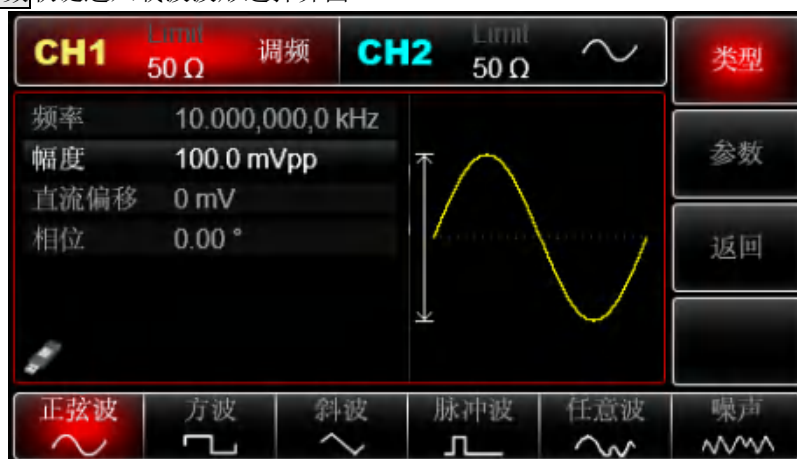 CH1 Limit 50 Ω 调频 CH2 Limit 50 Ω
类型
频率 10.000,000,0 kHz
幅度 100.0 mVpp
直流偏移 0 mV
相位 0.00 °
参数
返回
正弦波 方波 斜波 脉冲波 任意波 噪声